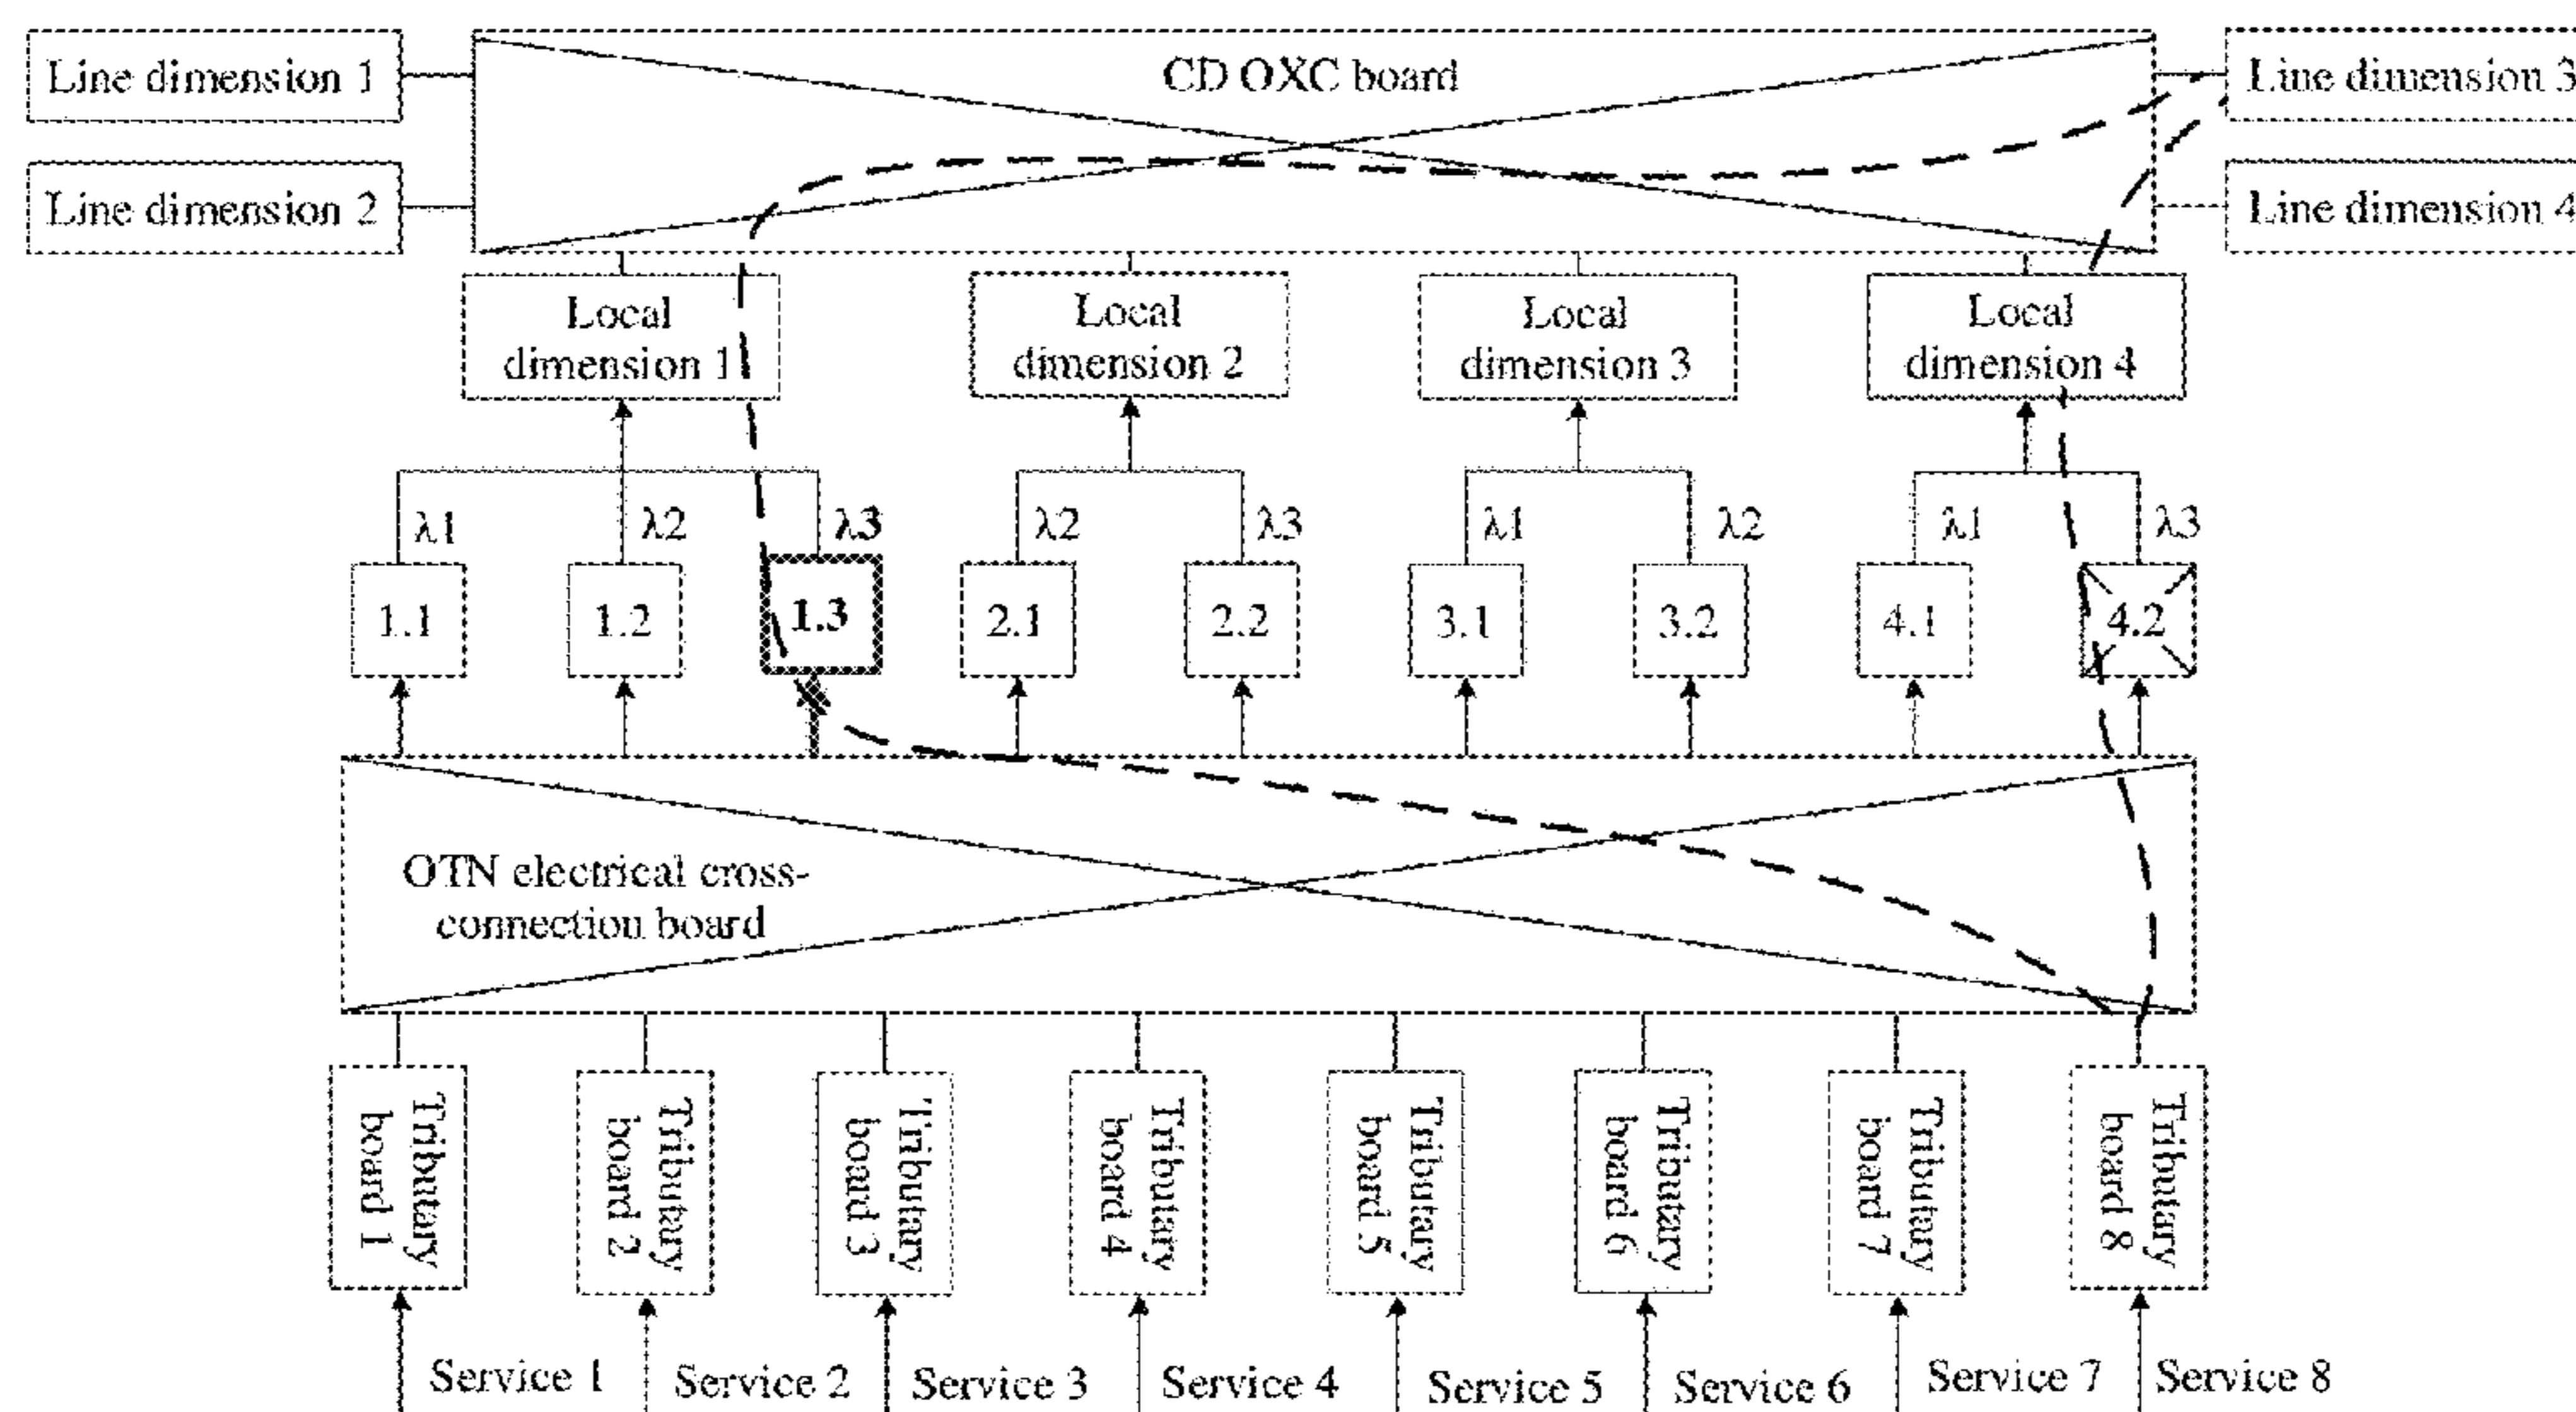 Line dimension 1
CD OXC board
Line dimension 3
Line dimension 2
Line dimension 4
Local
dimension 1
Local
dimension 2
Local
dimension 3
Local
dimension 4
λ1
λ2
λ3
λ2
λ3
λ1
λ2
λ1
λ3
1.1
1.2
1.3
2.1
2.2
3.1
3.2
4.1
4.2
OTN electrical cross-
connection board
Tributary
board 1
Tributary
board 2
Tributary
board 3
Tributary
board 4
Tributary
board 5
Tributary
board 6
Tributary
board 7
Tributary
board 8
Service 1
Service 2
Service 3
Service 4
Service 5
Service 6
Service 7
Service 8